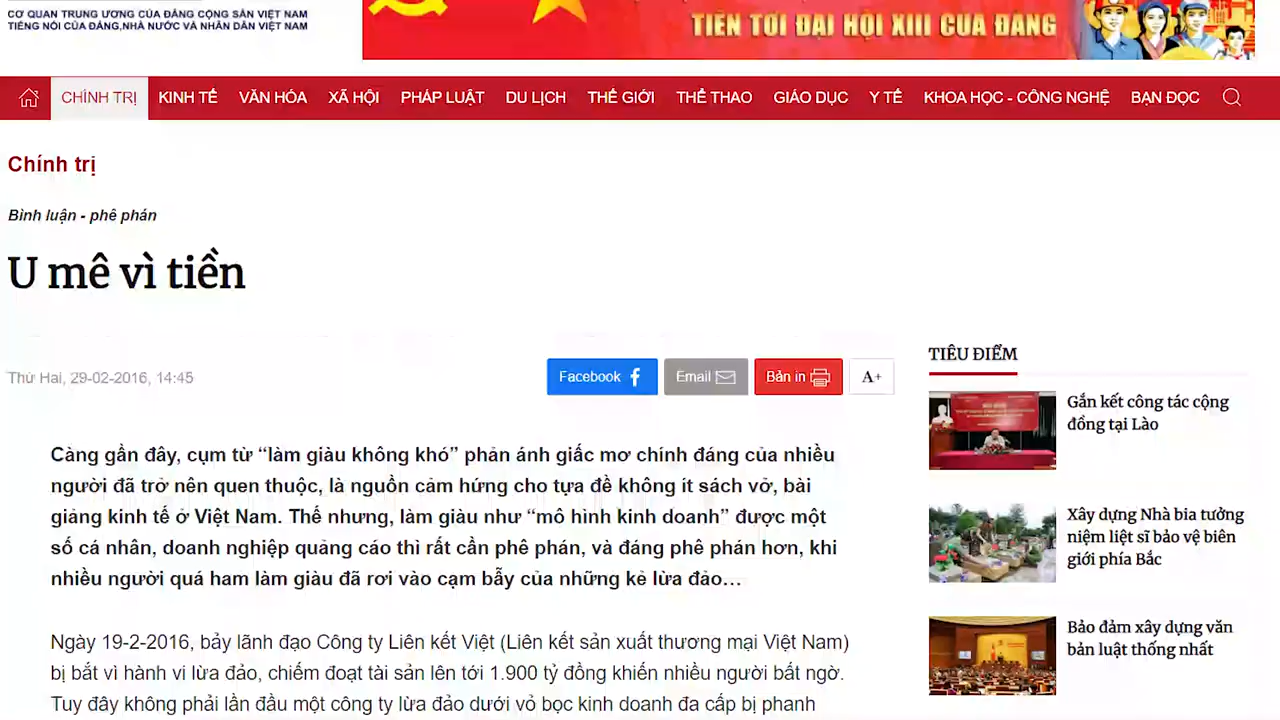 CƠ QUAN TRUNG ƯƠNG CỦA ĐẢNG CỘNG SẢN VIỆT NAM
TIẾNG NÓI CỦA ĐẢNG,NHÀ NƯỚC VÀ NHÂN DÂN VIỆT NAM
TIẾN TỚI ĐẠI HỘI XIII CỦA ĐẢNG
CHÍNH TRỊ KINH TẾ VĂN HÓA XÃ HỘI PHÁP LUẬT DU LỊCH THẾ GIỚI THỂ THAO GIÁO DỤC Y TẾ KHOA HỌC - CÔNG NGHỆ BẠN ĐỌC
Chính trị
Bình luận - phê phán
U mê vì tiền
Thứ Hai, 29-02-2016, 14:45
Facebook Email Bản in A+
Càng gần đây, cụm từ “làm giàu không khó” phản ánh giấc mơ chính đáng của nhiều
người đã trở nên quen thuộc, là nguồn cảm hứng cho tựa đề không ít sách vở, bài
giảng kinh tế ở Việt Nam. Thế nhưng, làm giàu như “mô hình kinh doanh” được một
số cá nhân, doanh nghiệp quảng cáo thì rất cần phê phán, và đáng phê phán hơn, khi
nhiều người quá ham làm giàu đã rơi vào cạm bẫy của những kẻ lừa đảo…
Ngày 19-2-2016, bảy lãnh đạo Công ty Liên kết Việt (Liên kết sản xuất thương mại Việt Nam)
bị bắt vì hành vi lừa đảo, chiếm đoạt tài sản lên tới 1.900 tỷ đồng khiến nhiều người bất ngờ.
Tuy đây không phải lần đầu một công ty lừa đảo dưới vỏ bọc kinh doanh đa cấp bị phanh
TIÊU ĐIỂM
Gắn kết công tác cộng
đồng tại Lào
Xây dựng Nhà bia tưởng
niệm liệt sĩ bảo vệ biên
giới phía Bắc
Bảo đảm xây dựng văn
bản luật thống nhất